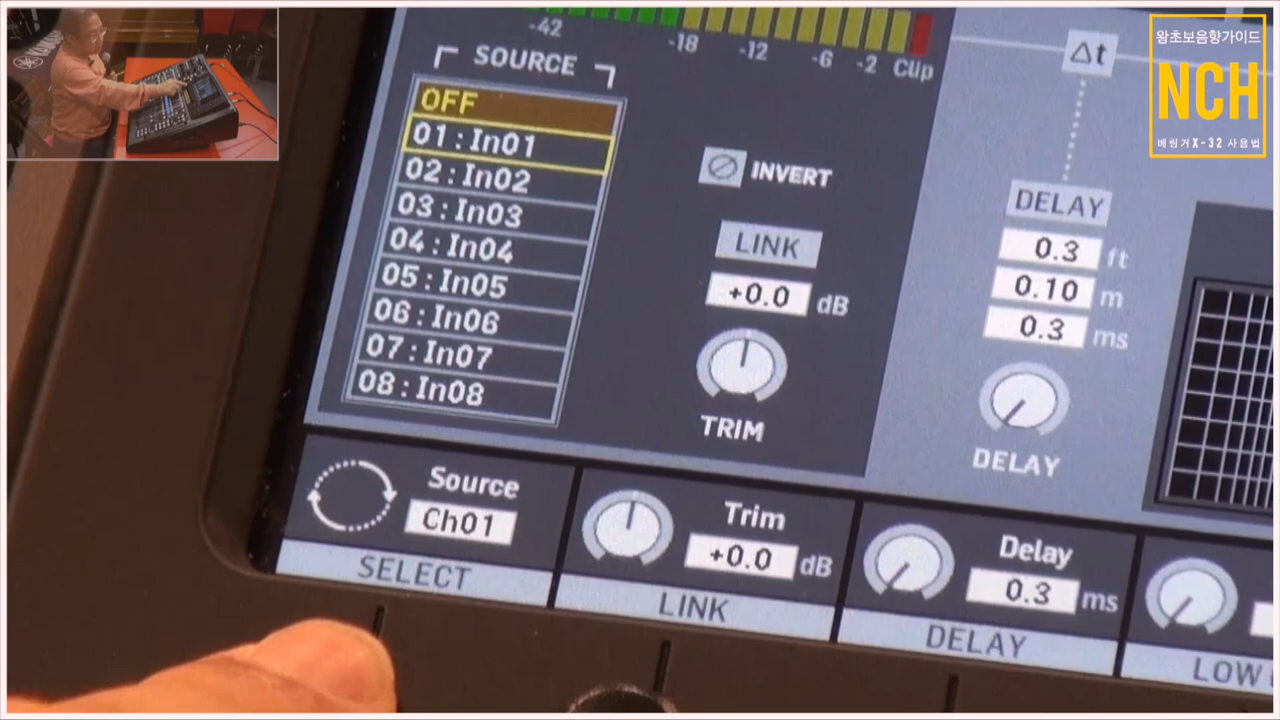 -42 -18 -12 -6 -2 Clip
SOURCE
OFF
01:In01
02:In02
03:In03
04:In04
05:In05
06:In06
07:In07
08:In08
INVERT
LINK
+0.0 dB
TRIM
Δt
DELAY
0.3 ft
0.10 m
0.3 ms
DELAY
Source
Ch01
SELECT
Trim
+0.0 dB
LINK
Delay
0.3 ms
DELAY
LOW
왕초보음향가이드
NCH
베링거X-32 사용법